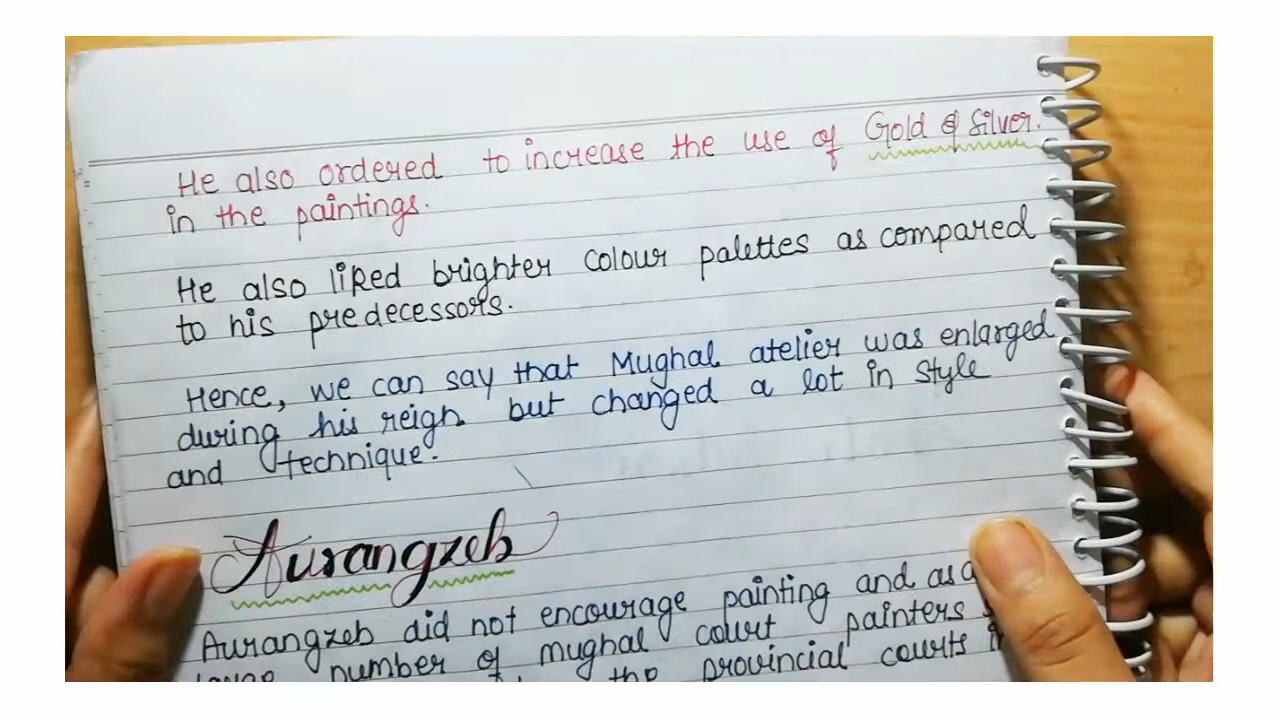 He also ordered to increase the use of Gold & Silver.
in the paintings.
He also liked brighter colour palettes as compared
to his predecessors.
Hence, we can say that Mughal atelier was enlarged
during his reign but changed a lot in style
and technique.
Aurangzeb
Aurangzeb did not encourage painting and as a
large number of mughal court painters
the provincial courts in